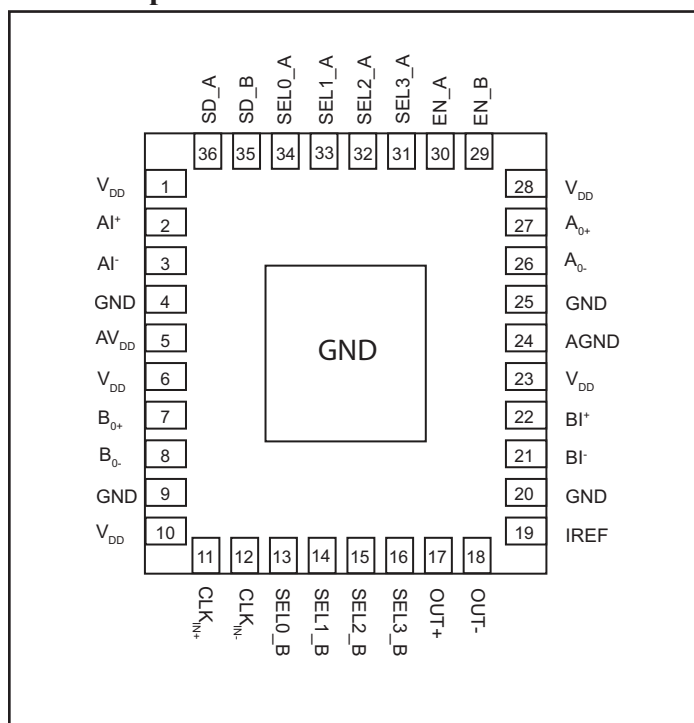 SD_A
SD_B
SEL0_A
SEL1_A
SEL2_A
SEL3_A
EN_A
EN_B
36 35 34 33 32 31 30 29
VDD 1
AI+ 2
AI- 3
GND 4
AVDD 5
VDD 6
B0+ 7
B0- 8
GND 9
VDD 10
GND
28 VDD
27 A0+
26 A0-
25 GND
24 AGND
23 VDD
22 BI+
21 BI-
20 GND
19 IREF
11 12 13 14 15 16 17 18
CLKIN+
CLKIN-
SEL0_B
SEL1_B
SEL2_B
SEL3_B
OUT+
OUT-